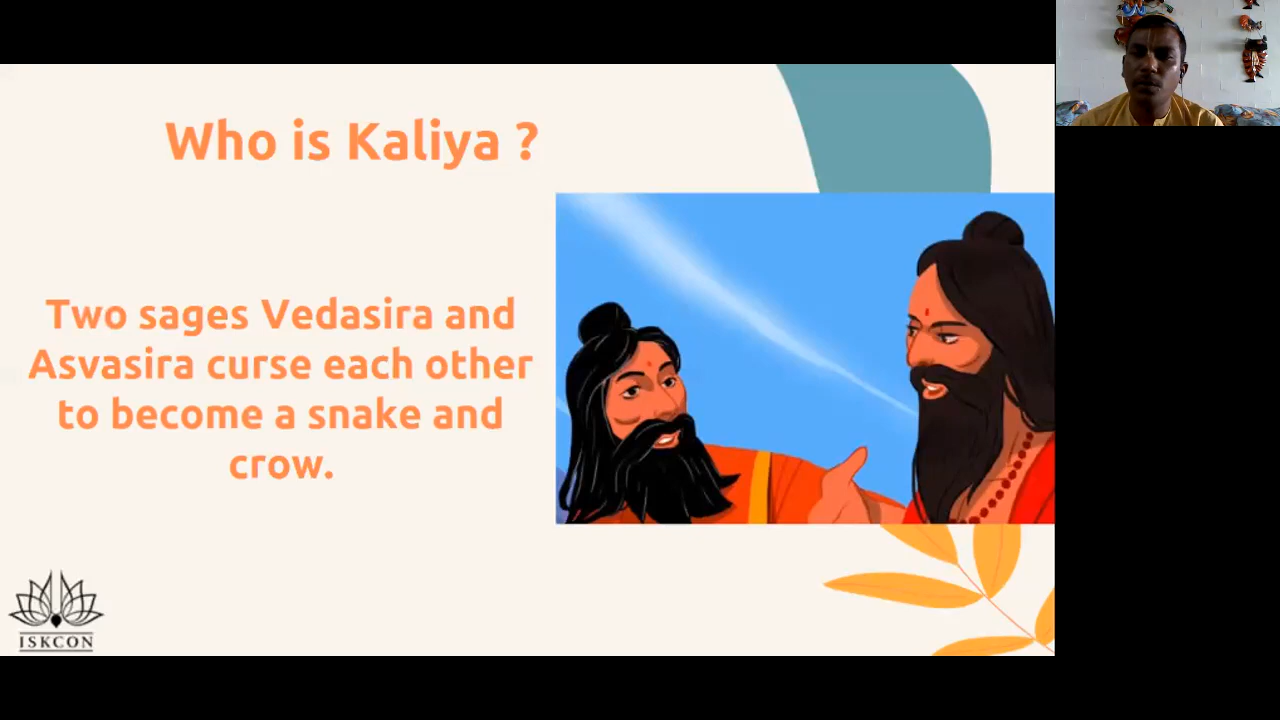 Who is Kaliya ?
Two sages Vedasira and
Asvasira curse each other
to become a snake and
crow.
ISKCON